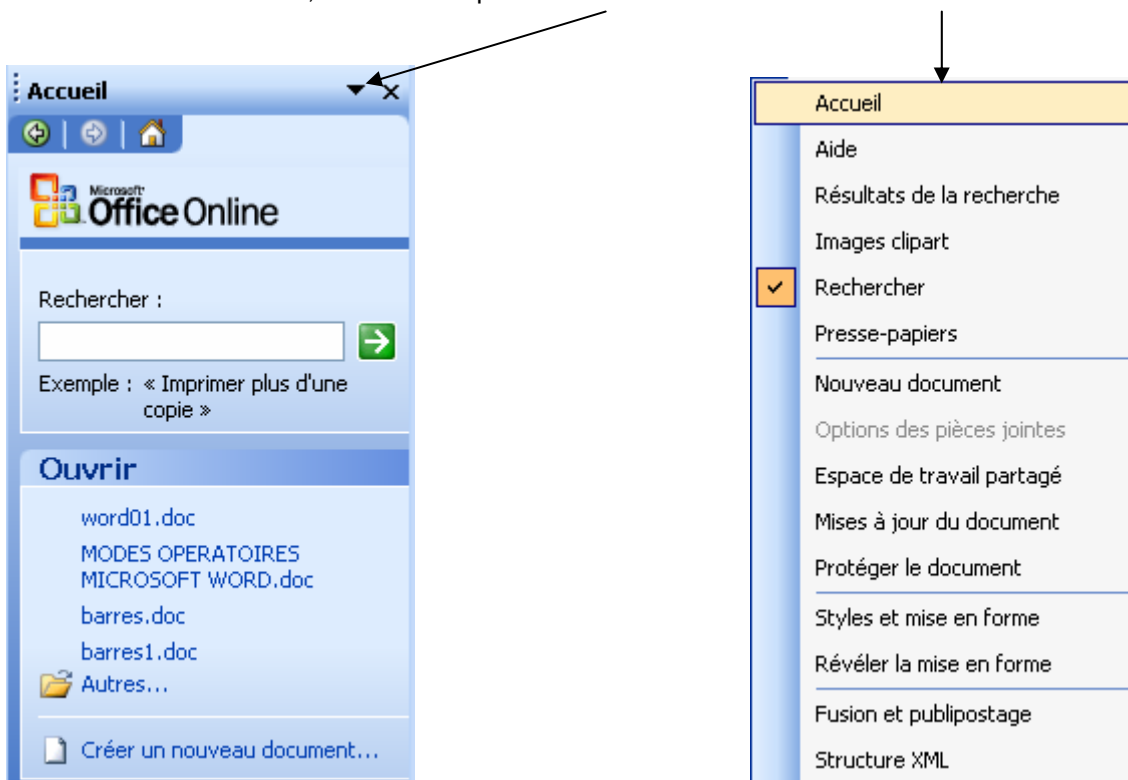 Accueil
Microsoft
Office Online
Rechercher :
Exemple : « Imprimer plus d'une
copie »
Ouvrir
word01.doc
MODES OPERATOIRES
MICROSOFT WORD.doc
barres.doc
barres1.doc
Autres...
Créer un nouveau document...
Accueil
Aide
Résultats de la recherche
Images clipart
Rechercher
Presse-papiers
Nouveau document
Options des pièces jointes
Espace de travail partagé
Mises à jour du document
Protéger le document
Styles et mise en forme
Révéler la mise en forme
Fusion et publipostage
Structure XML